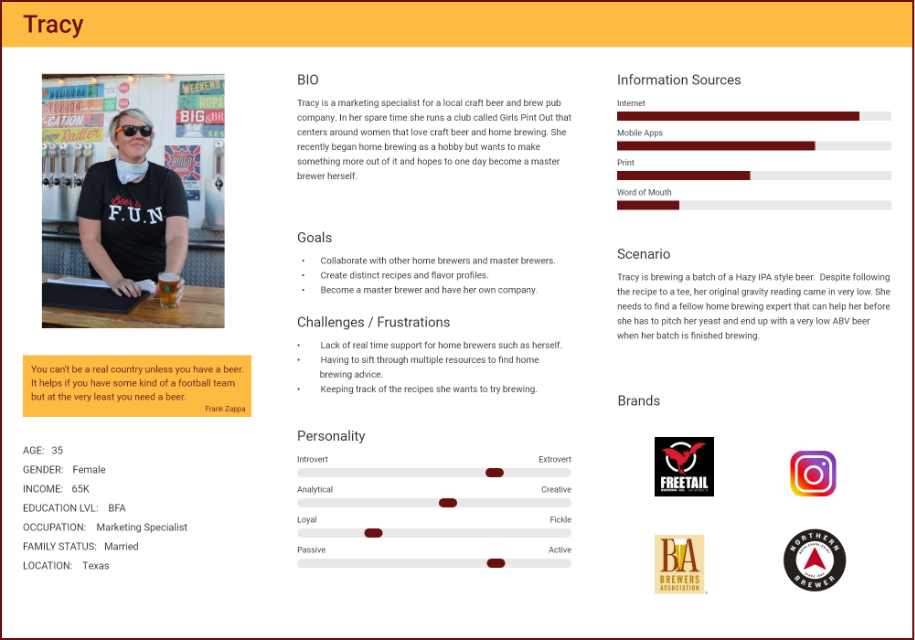 Tracy
WEEKEND
HOPA
BIG
Radler
BINGO
Beer is
F.U.N.
You can't be a real country unless you have a beer.
It helps if you have some kind of a football team
but at the very least you need a beer.
Frank Zappa
AGE: 35
GENDER: Female
INCOME: 65K
EDUCATION LVL: BFA
OCCUPATION: Marketing Specialist
FAMILY STATUS: Married
LOCATION: Texas
BIO
Tracy is a marketing specialist for a local craft beer and brew pub
company. In her spare time she runs a club called Girls Pint Out that
centers around women that love craft beer and home brewing. She
recently began home brewing as a hobby but wants to make
something more out of it and hopes to one day become a master
brewer herself.
Goals
• Collaborate with other home brewers and master brewers.
• Create distinct recipes and flavor profiles.
• Become a master brewer and have her own company.
Challenges / Frustrations
• Lack of real time support for home brewers such as herself.
• Having to sift through multiple resources to find home
brewing advice.
• Keeping track of the recipes she wants to try brewing.
Personality
Introvert Extrovert
Analytical Creative
Loyal Fickle
Passive Active
Information Sources
Internet
Mobile Apps
Print
Word of Mouth
Scenario
Tracy is brewing a batch of a Hazy IPA style beer. Despite following
the recipe to a tee, her original gravity reading came in very low. She
needs to find a fellow home brewing expert that can help her before
she has to pitch her yeast and end up with a very low ABV beer
when her batch is finished brewing.
Brands
FREETAIL
BA
BREWERS
ASSOCIATION
NORTHERN
BREWER